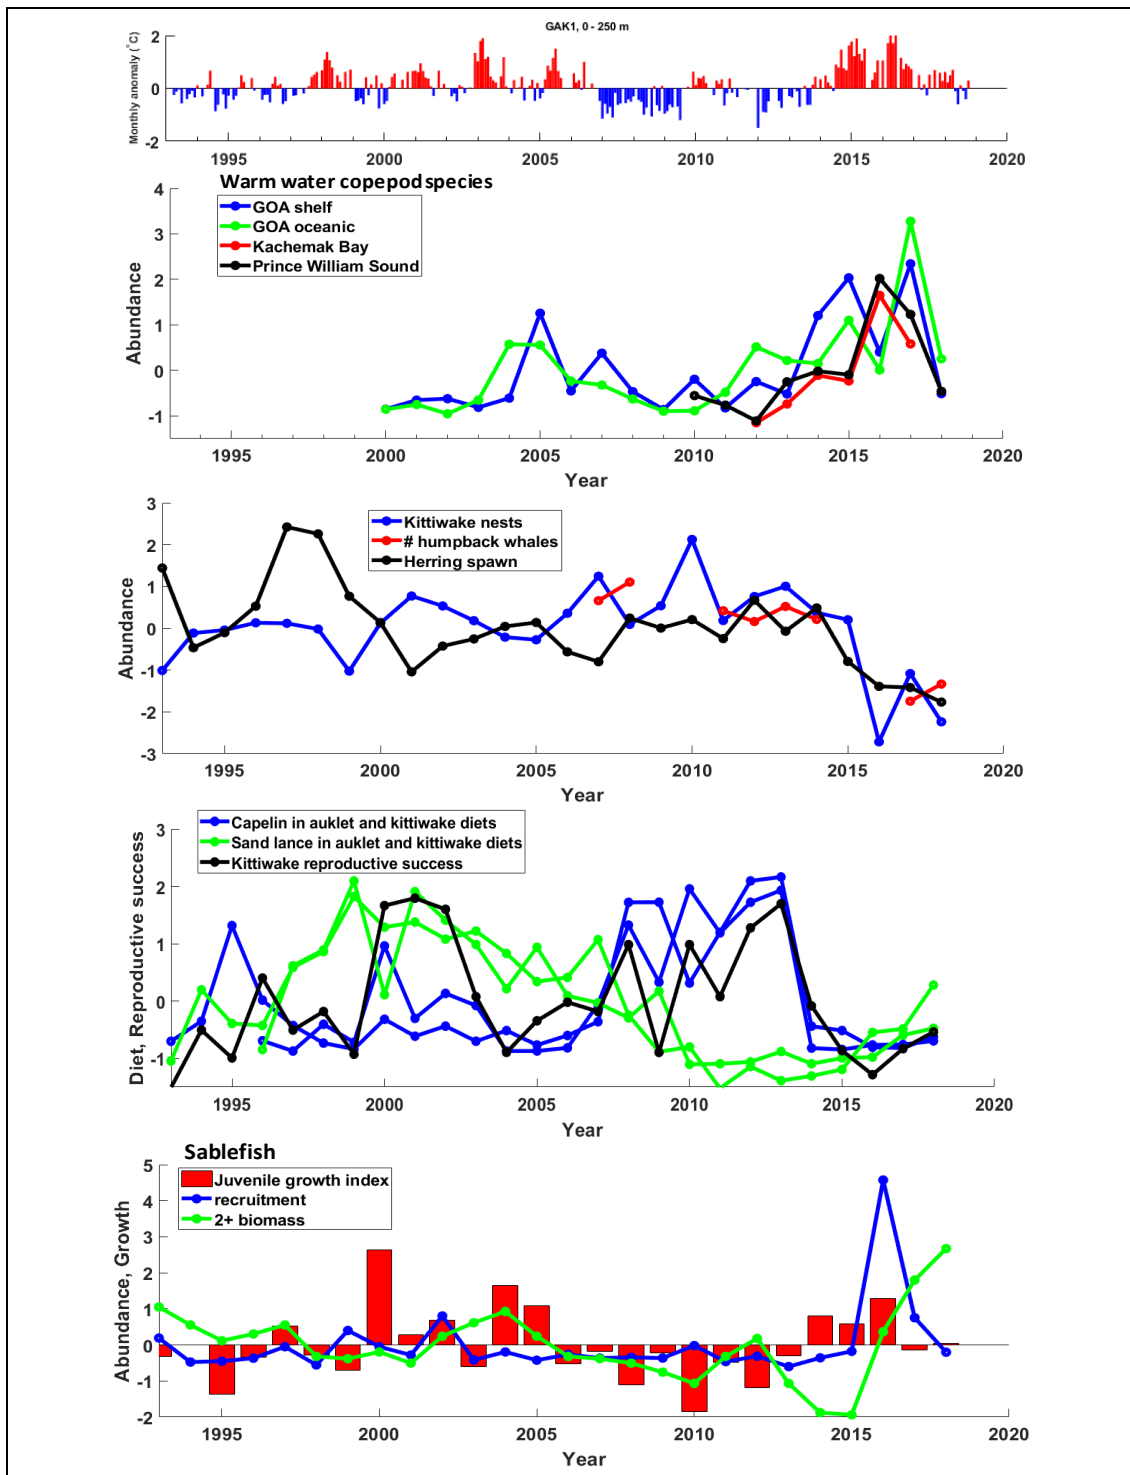 GAK1, 0 - 250 m
Monthly anomaly (°C)
2
0
-2
1995 2000 2005 2010 2015 2020
Warm water copepod species
GOA shelf
GOA oceanic
Kachemak Bay
Prince William Sound
Abundance
4
3
2
1
0
-1
1995 2000 2005 2010 2015 2020
Year
Kittiwake nests
# humpback whales
Herring spawn
Abundance
3
2
1
0
-1
-2
-3
1995 2000 2005 2010 2015 2020
Year
Capelin in auklet and kittiwake diets
Sand lance in auklet and kittiwake diets
Kittiwake reproductive success
Diet, Reproductive success
3
2
1
0
-1
1995 2000 2005 2010 2015 2020
Year
Sablefish
Juvenile growth index
recruitment
2+ biomass
Abundance, Growth
5
4
3
2
1
0
-1
-2
1995 2000 2005 2010 2015 2020
Year